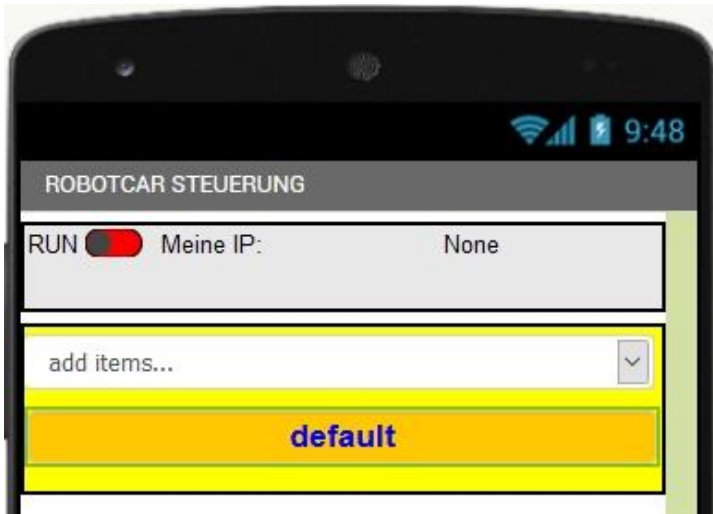 9:48
ROBOTCAR STEUERUNG
RUN Meine IP: None
add items...
default